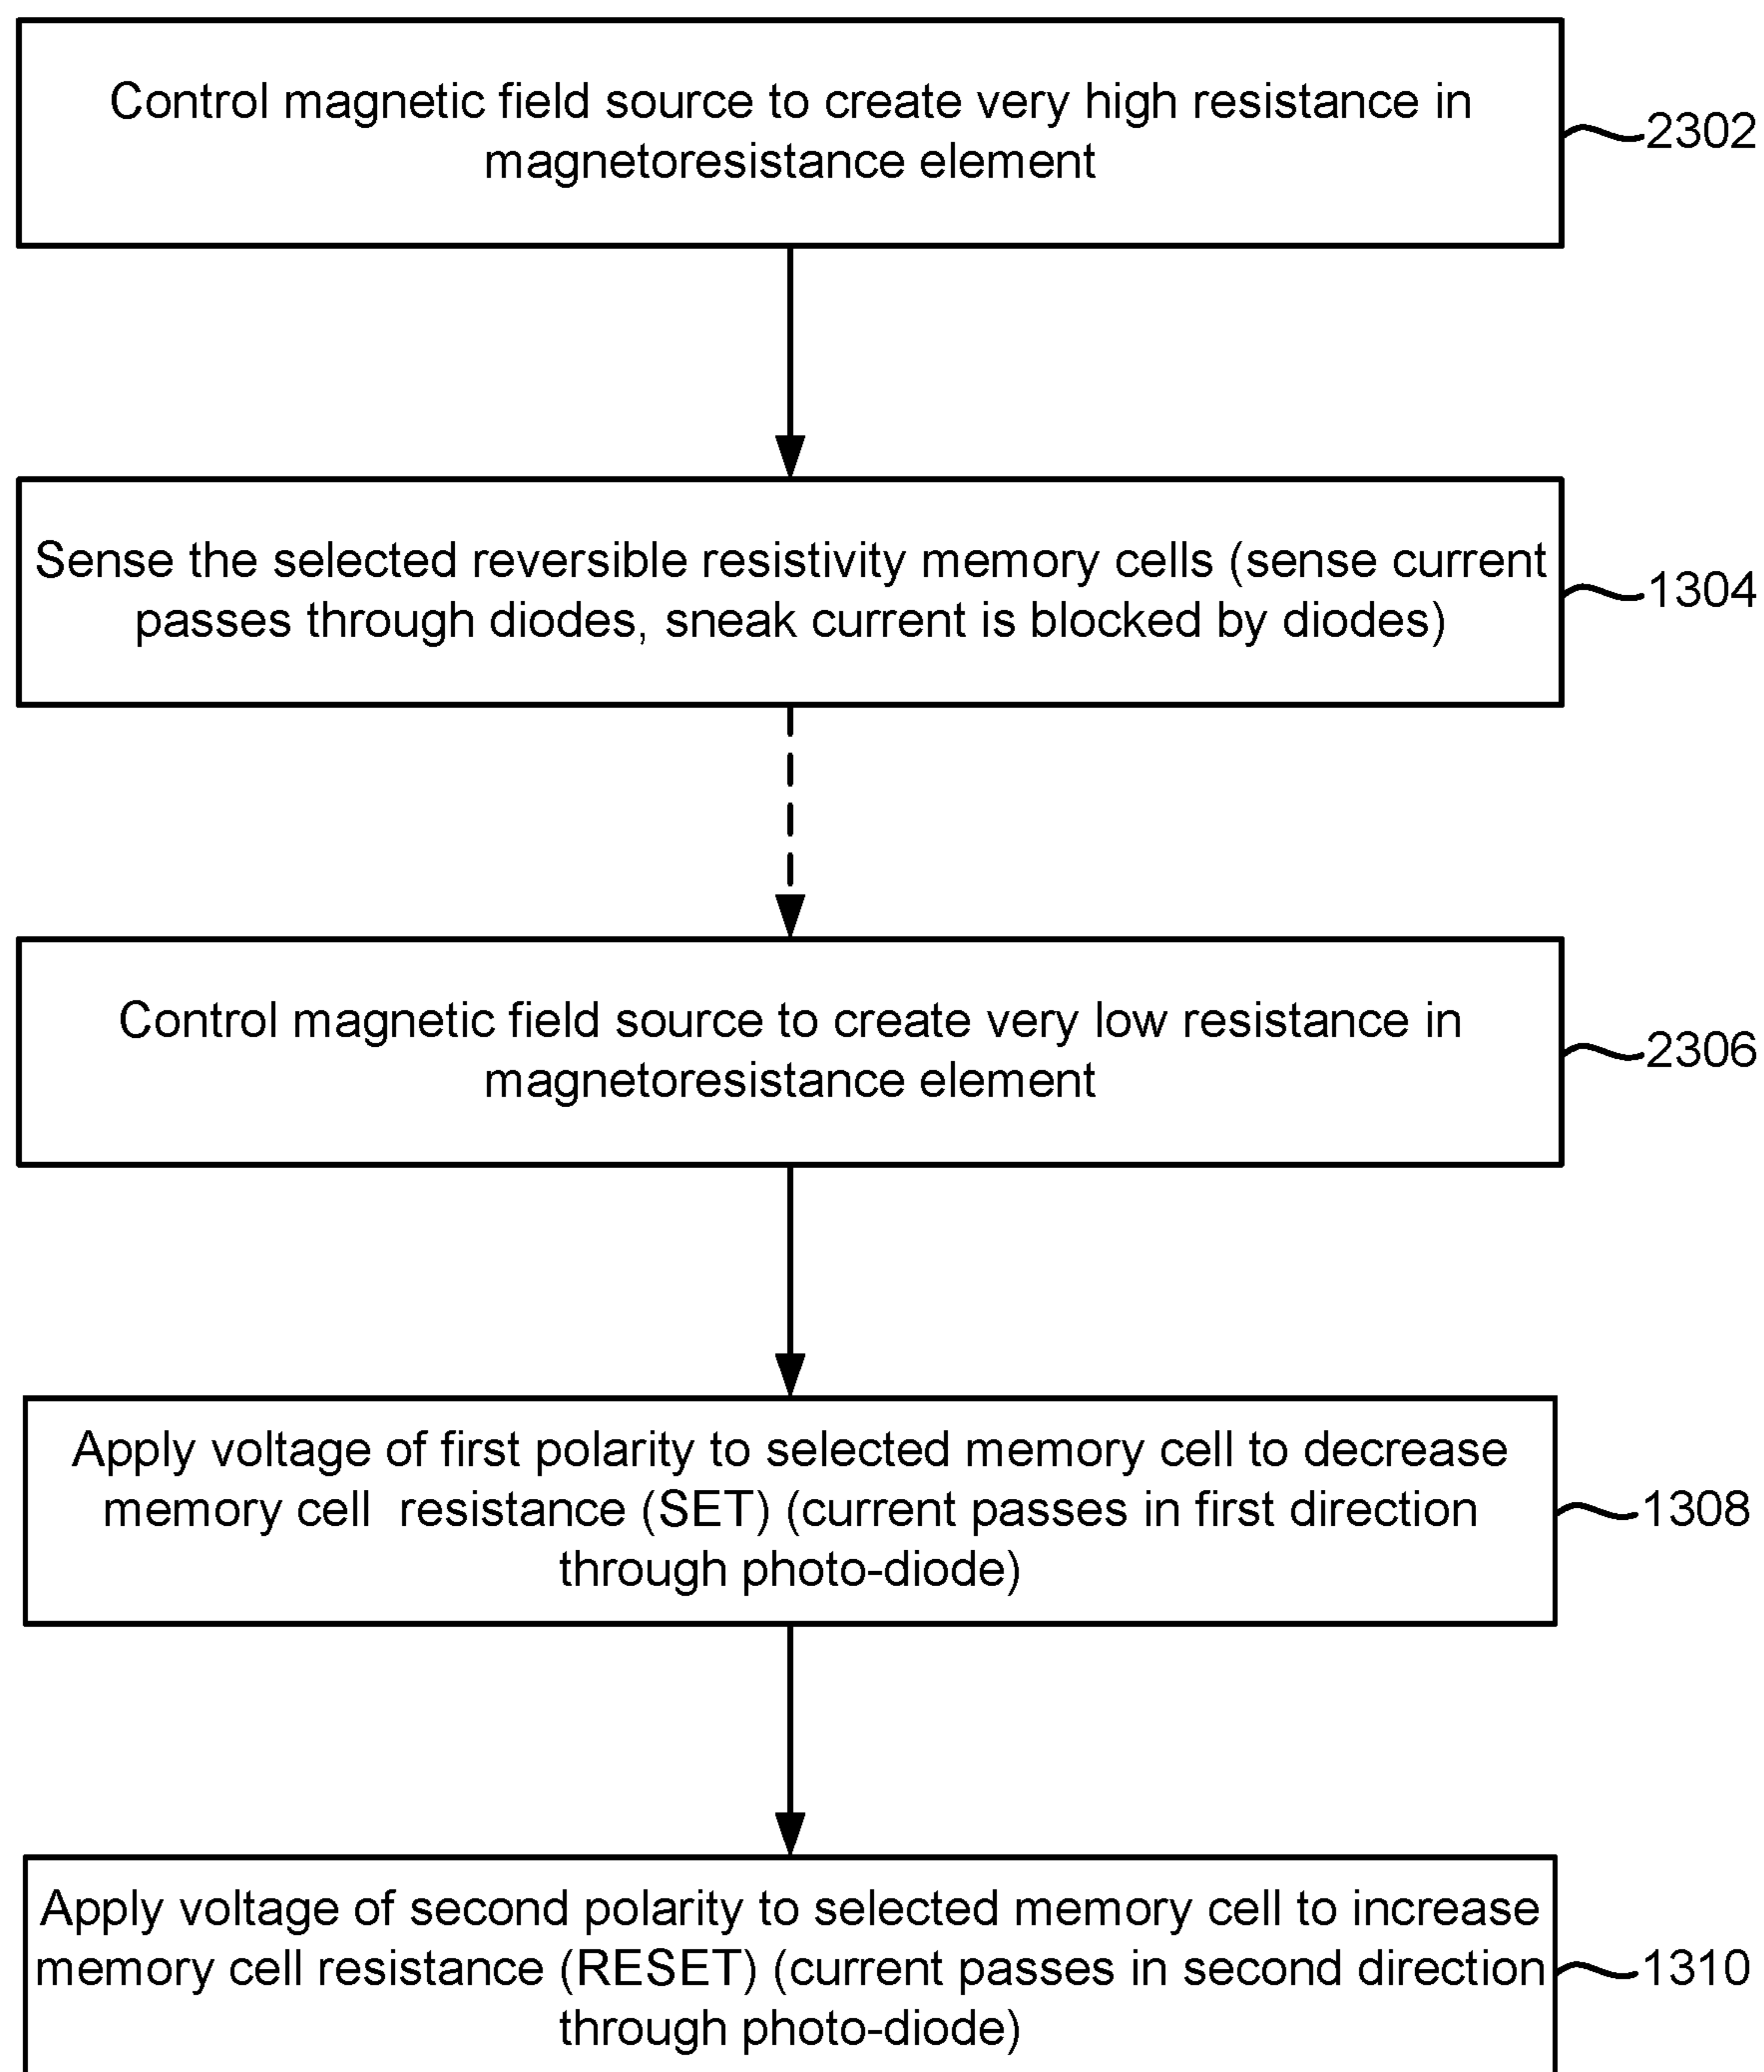 Control magnetic field source to create very high resistance in
magnetoresistance element
2302
Sense the selected reversible resistivity memory cells (sense current
passes through diodes, sneak current is blocked by diodes)
1304
Control magnetic field source to create very low resistance in
magnetoresistance element
2306
Apply voltage of first polarity to selected memory cell to decrease
memory cell resistance (SET) (current passes in first direction
through photo-diode)
1308
Apply voltage of second polarity to selected memory cell to increase
memory cell resistance (RESET) (current passes in second direction
through photo-diode)
1310